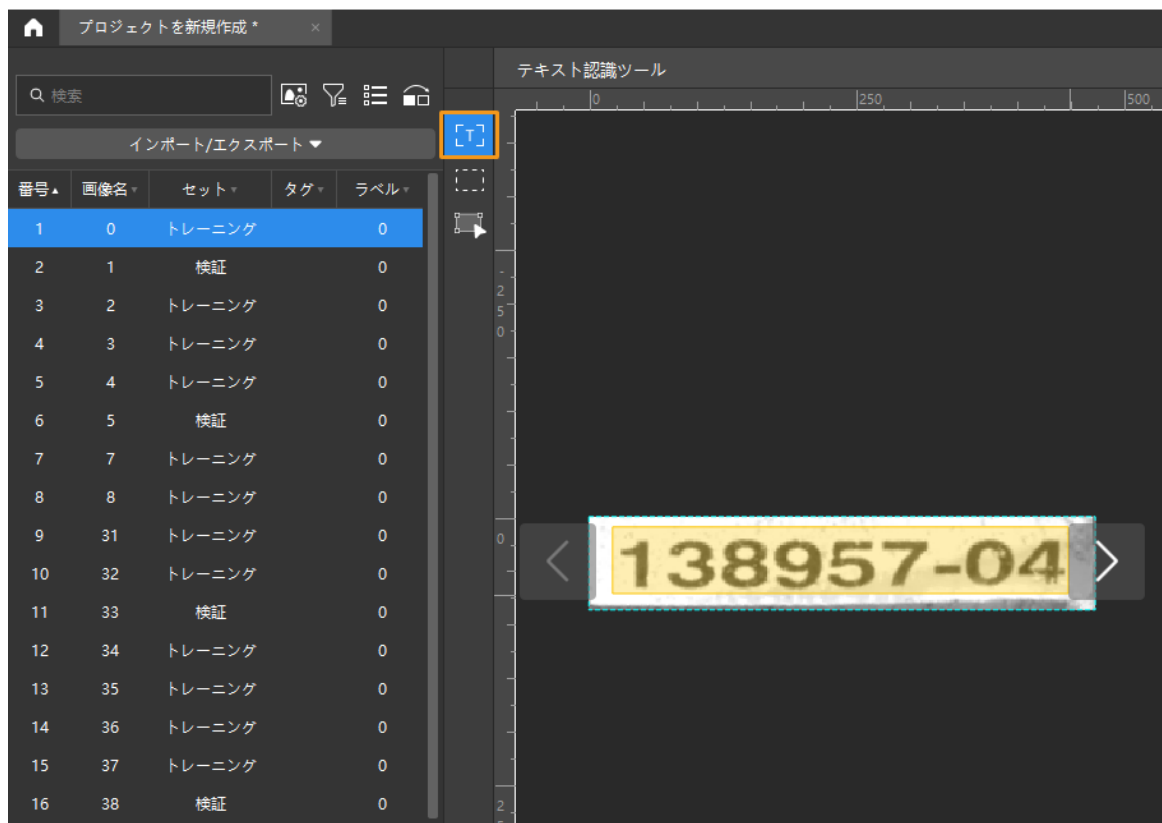 プロジェクトを新規作成 *
テキスト認識ツール
検索
インポート/エクスポート
番号 画像名 セット タグ ラベル
1 0 トレーニング 0
2 1 検証 0
3 2 トレーニング 0
4 3 トレーニング 0
5 4 トレーニング 0
6 5 検証 0
7 7 トレーニング 0
8 8 トレーニング 0
9 31 トレーニング 0
10 32 トレーニング 0
11 33 検証 0
12 34 トレーニング 0
13 35 トレーニング 0
14 36 トレーニング 0
15 37 トレーニング 0
16 38 検証 0
T
0 250 500
-250
0
2
138957-04